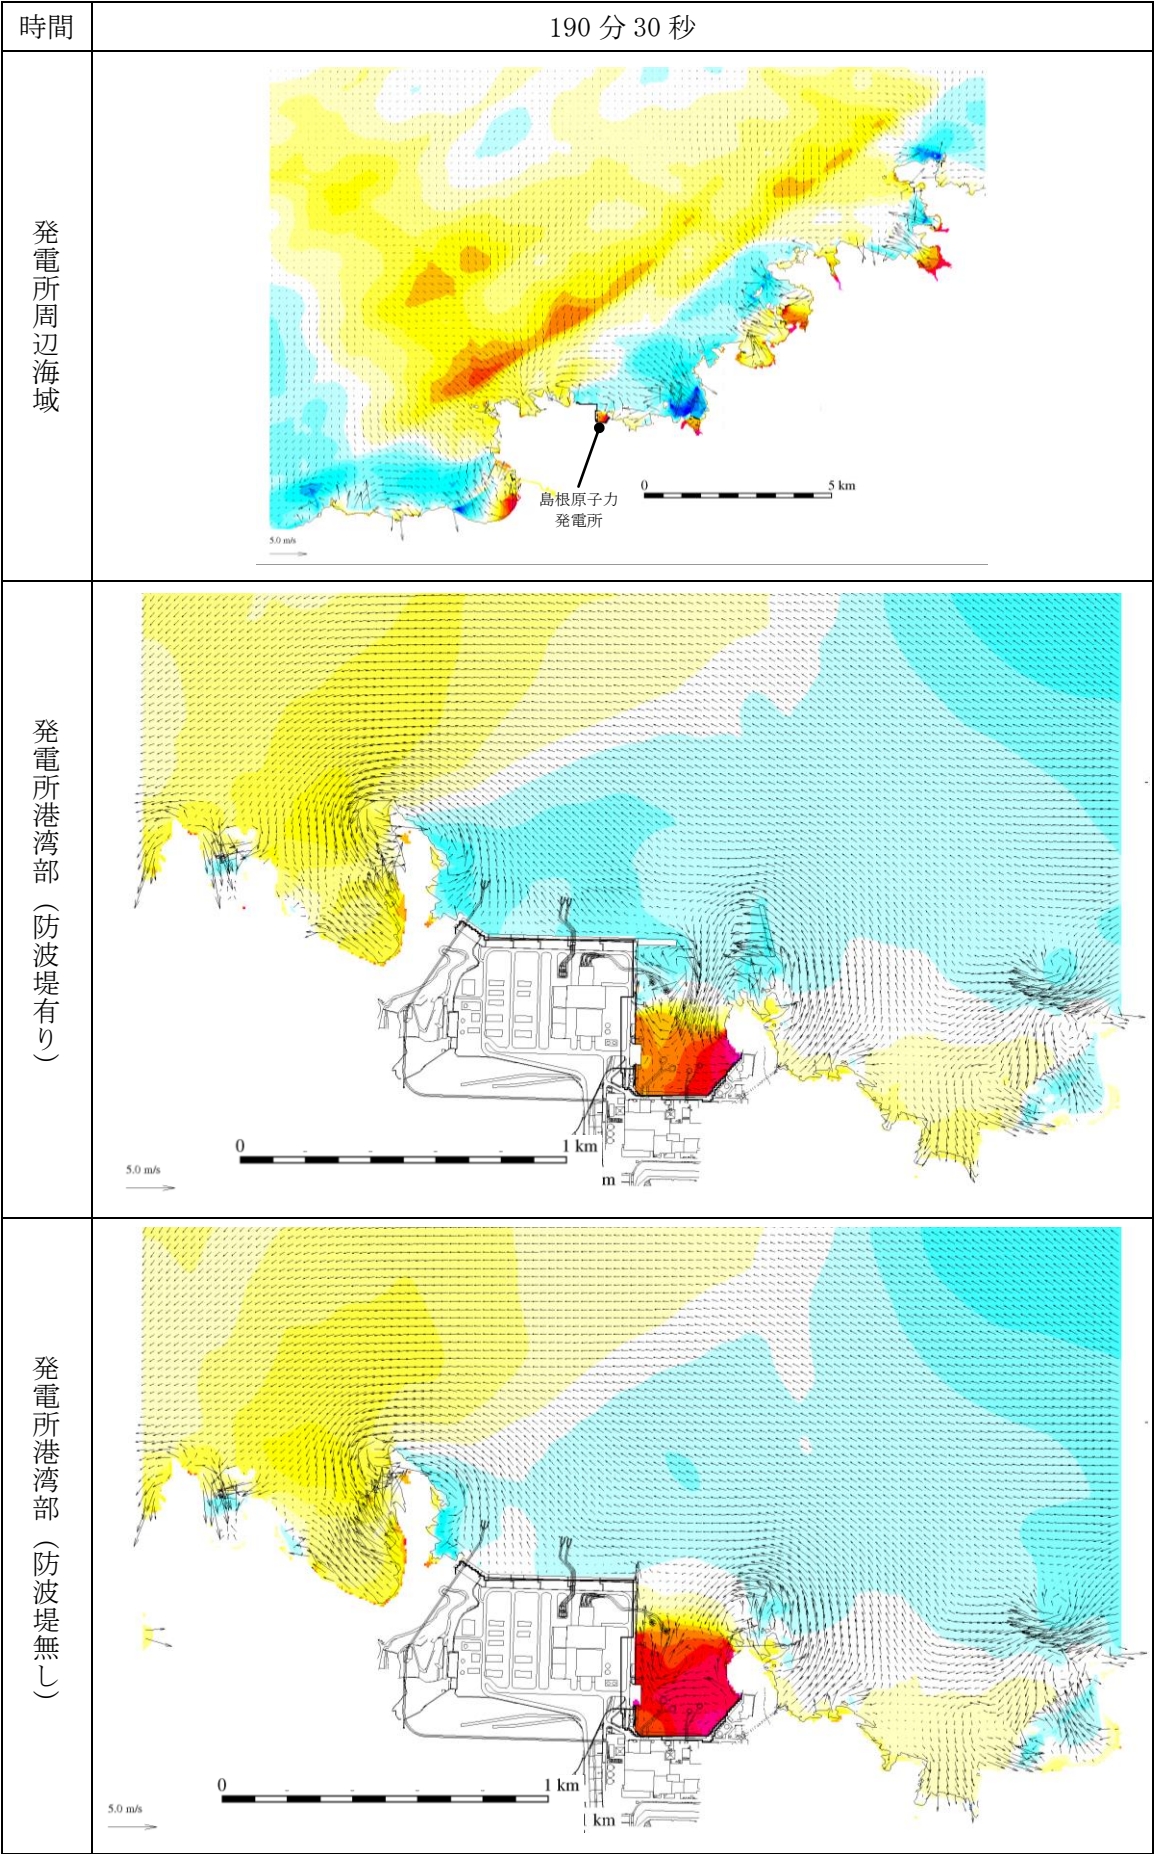 時間
190 分 30 秒
発電所周辺海域
島根原子力
発電所
0
5 km
5.0 m/s
発電所港湾部（防波堤有り）
0
1 km
5.0 m/s
m
発電所港湾部（防波堤無し）
0
1 km
5.0 m/s
km